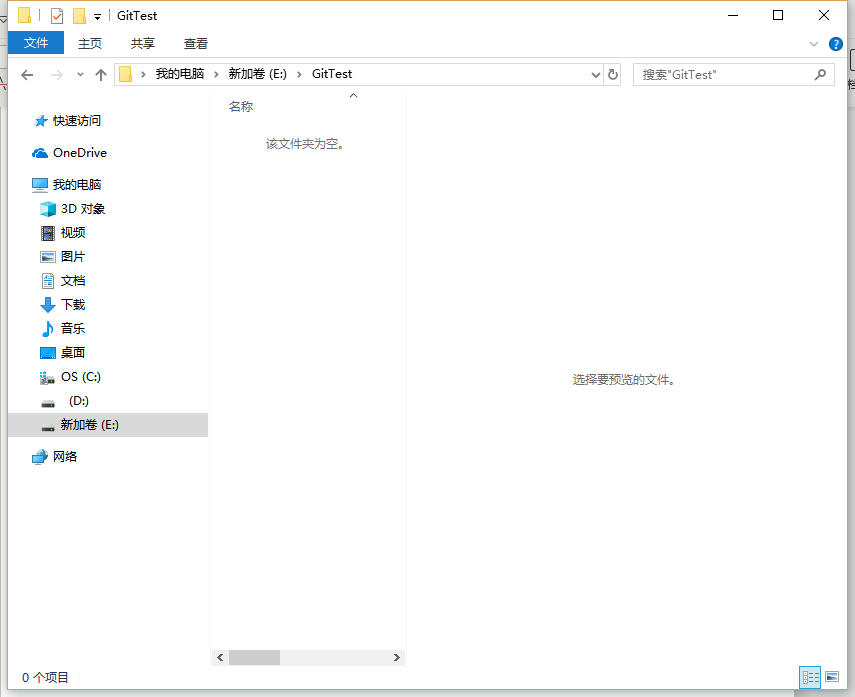 GitTest
文件 主页 共享 查看
我的电脑 新加卷 (E:) GitTest 搜索"GitTest"
名称
该文件夹为空。
快速访问
OneDrive
我的电脑
3D 对象
视频
图片
文档
下载
音乐
桌面
OS (C:)
(D:)
新加卷 (E:)
网络
选择要预览的文件。
0 个项目